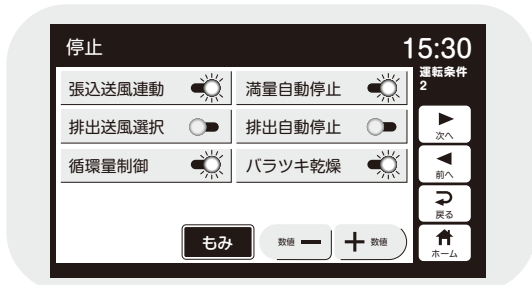 停止
15:30
運転条件
2
張込送風連動
満量自動停止
排出送風選択
排出自動停止
循環量制御
バラツキ乾燥
次へ
前へ
戻る
ホーム
もみ
数値
数値